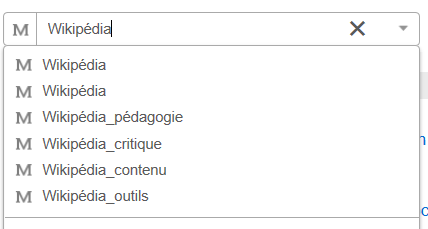 M Wikipédia
M Wikipédia
M Wikipédia
M Wikipédia_pédagogie
M Wikipédia_critique
M Wikipédia_contenu
M Wikipédia_outils